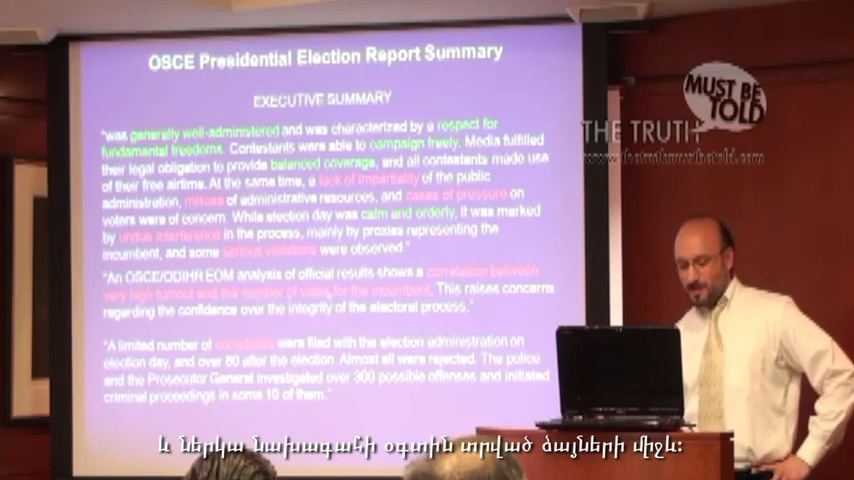 OSCE Presidential Election Report Summary
EXECUTIVE SUMMARY
"was generally well-administered and was characterized by a respect for
fundamental freedoms. Contestants were able to campaign freely. Media fulfilled
their legal obligation to provide balanced coverage, and all contestants made use
of their free airtime. At the same time, a lack of impartiality of the public
administration, misuse of administrative resources, and cases of pressure on
voters were of concern. While election day was calm and orderly, it was marked
by undue interference in the process, mainly by proxies representing the
incumbent, and some serious violations were observed."
"An OSCE/ODIHR EOM analysis of official results shows a correlation between
very high turnout and the number of votes for the incumbent. This raises concerns
regarding the confidence over the integrity of the electoral process."
"A limited number of complaints were filed with the election administration on
election day, and over 80 after the election. Almost all were rejected. The police
and the Prosecutor General investigated over 300 possible offenses and initiated
criminal proceedings in some 10 of them."
MUST BE
TOLD
THE TRUTH
www.thetruthmustbetold.com
և ներկա նախագահի օգտին տրված ձայների միջև։